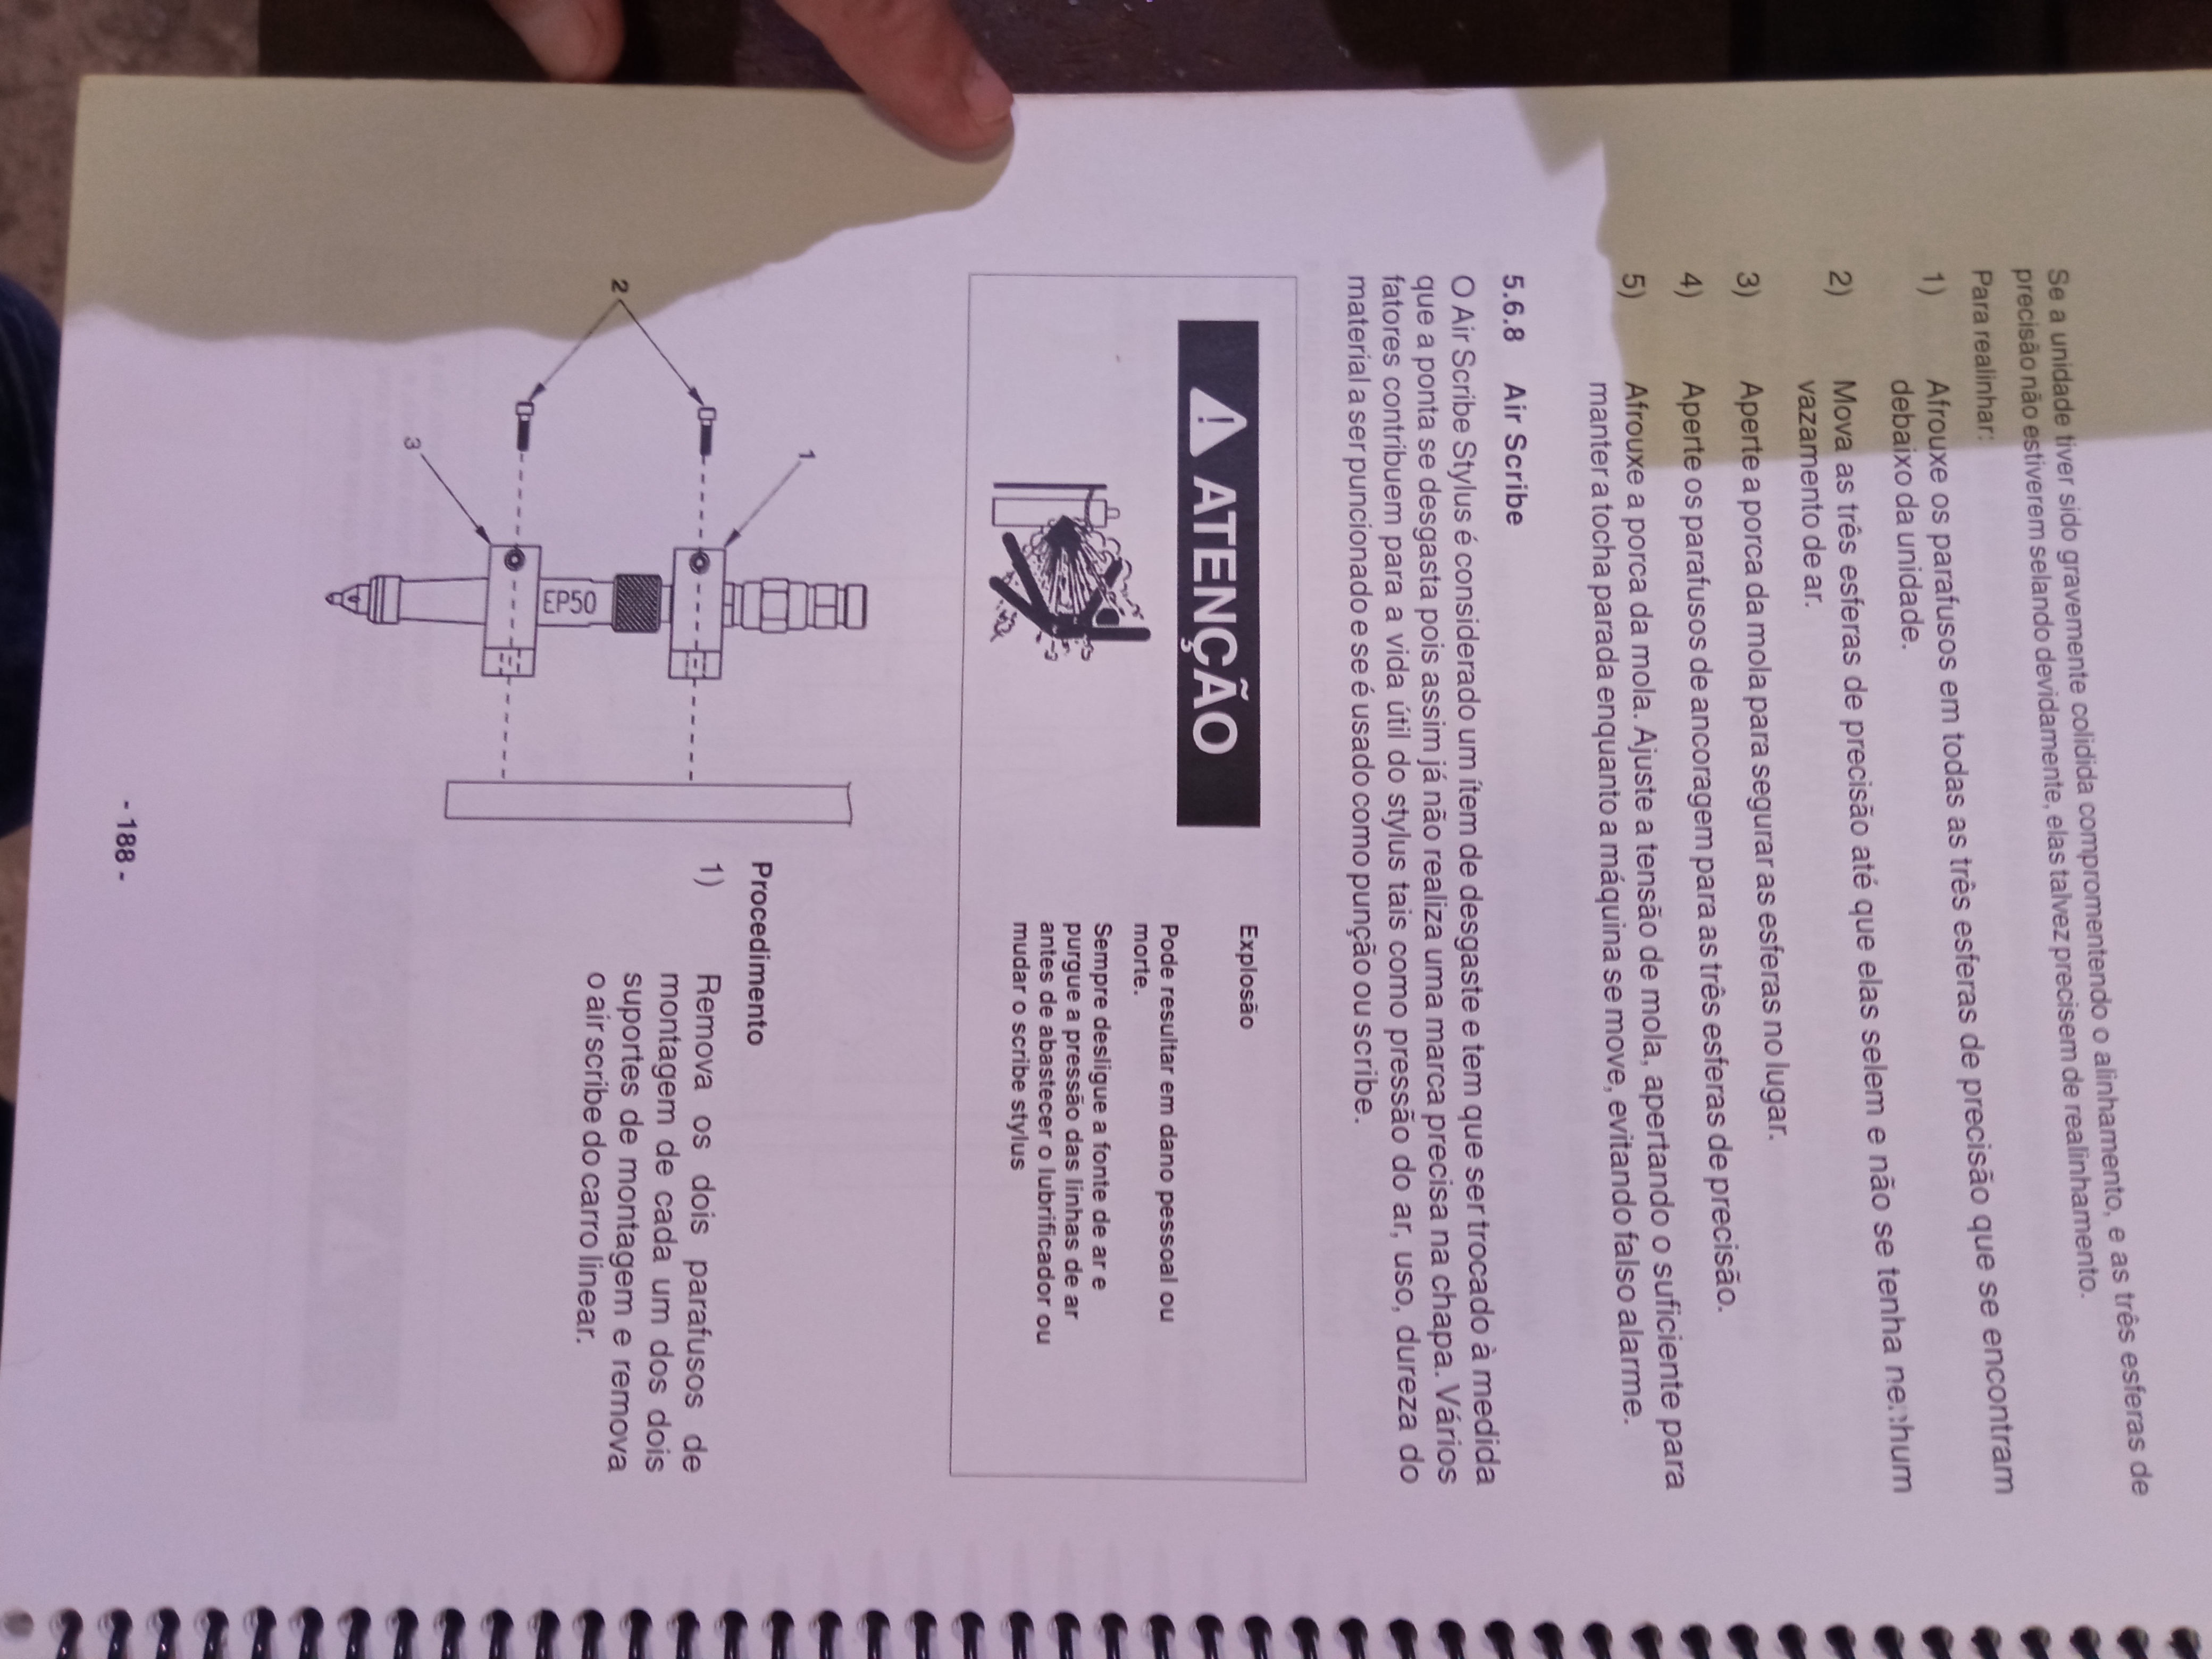 Se a unidade tiver sido gravemente colidida compromentendo o alinhamento, e as três esferas de
precisão não estiverem selando devidamente, elas talvez precisem de realinhamento.
Para realinhar:
1) Afrouxe os parafusos em todas as três esferas de precisão que se encontram
debaixo da unidade.
2) Mova as três esferas de precisão até que elas selem e não se tenha nenhum
vazamento de ar.
3) Aperte a porca da mola para segurar as esferas no lugar.
4) Aperte os parafusos de ancoragem para as três esferas de precisão.
5) Afrouxe a porca da mola. Ajuste a tensão de mola, apertando o suficiente para
manter a tocha parada enquanto a máquina se move, evitando falso alarme.
5.6.8 Air Scribe
O Air Scribe Stylus é considerado um ítem de desgaste e tem que ser trocado à medida
que a ponta se desgasta pois assim já não realiza uma marca precisa na chapa. Vários
fatores contribuem para a vida útil do stylus tais como pressão do ar, uso, dureza do
material a ser puncionado e se é usado como punção ou scribe.
! ATENÇÃO
Explosão
Pode resultar em dano pessoal ou
morte.
Sempre desligue a fonte de ar e
purgue a pressão das linhas de ar
antes de abastecer o lubrificador ou
mudar o scribe stylus
1
2
EP50
3
Procedimento
1) Remova os dois parafusos de
montagem de cada um dos dois
suportes de montagem e remova
o air scribe do carro linear.
- 188 -